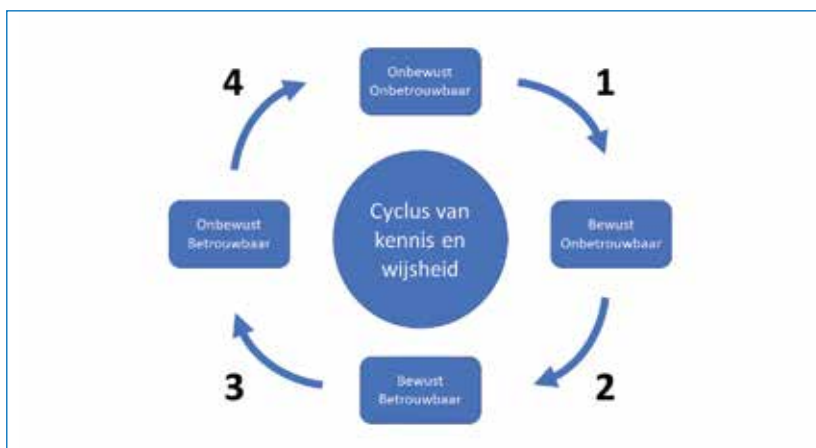 4
Onbewust
Onbetrouwbaar
1
Onbewust
Betrouwbaar
Cyclus van
kennis en
wijsheid
Bewust
Onbetrouwbaar
3
Bewust
Betrouwbaar
2